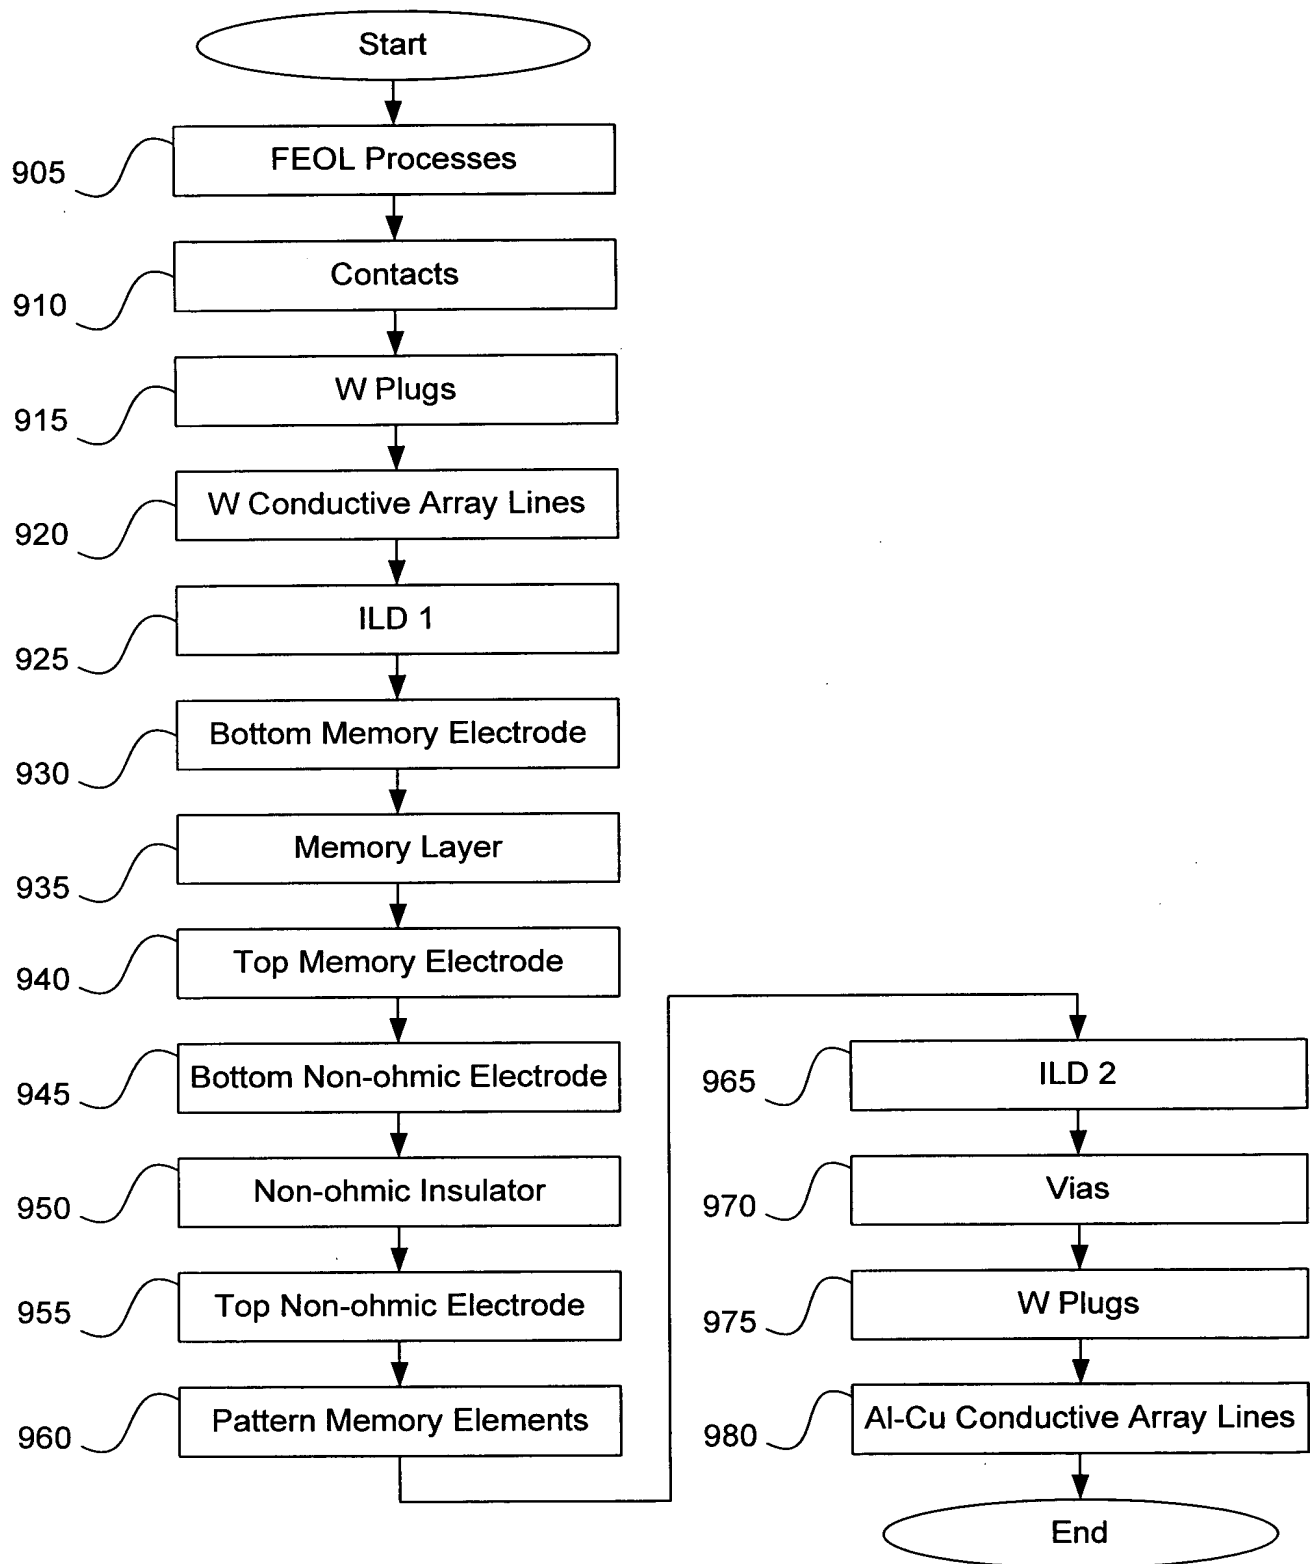 Start
905
FEOL Processes
910
Contacts
915
W Plugs
920
W Conductive Array Lines
925
ILD 1
930
Bottom Memory Electrode
935
Memory Layer
940
Top Memory Electrode
945
Bottom Non-ohmic Electrode
950
Non-ohmic Insulator
955
Top Non-ohmic Electrode
960
Pattern Memory Elements
965
ILD 2
970
Vias
975
W Plugs
980
Al-Cu Conductive Array Lines
End